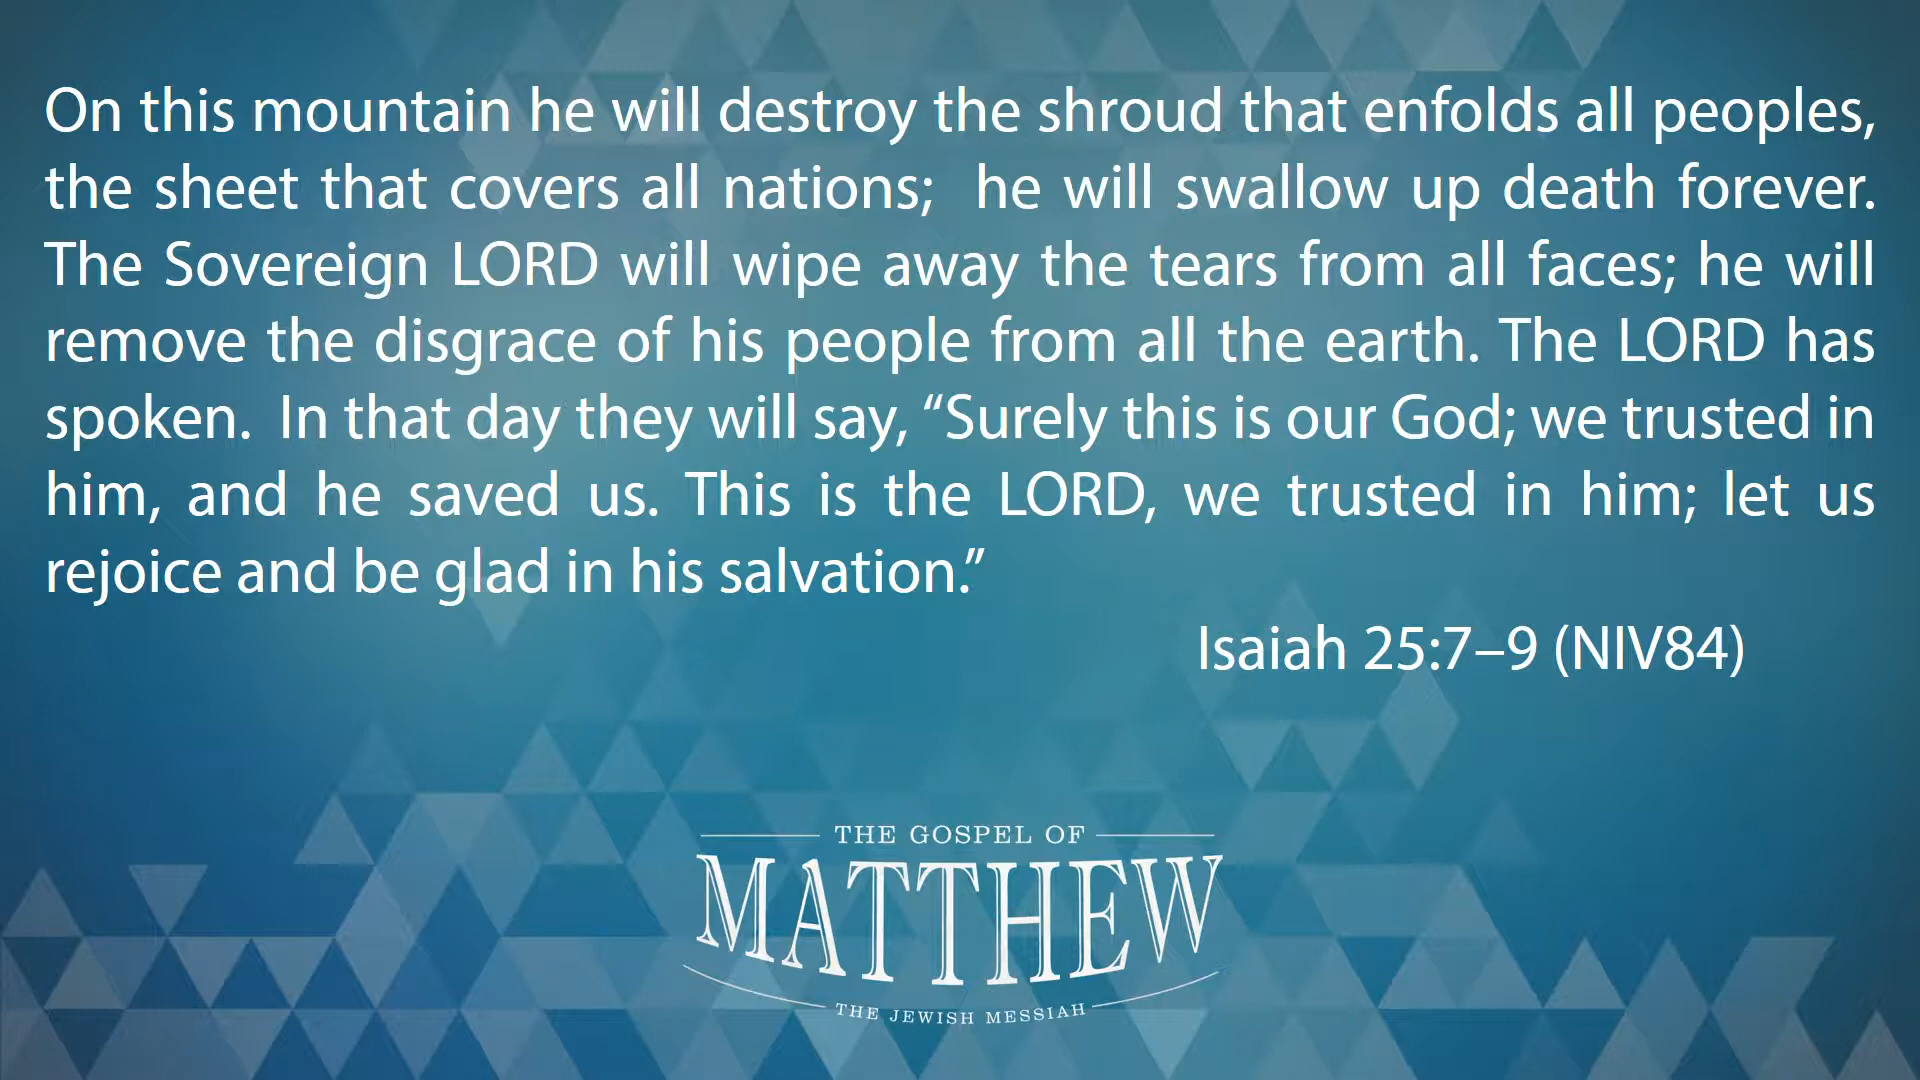 On this mountain he will destroy the shroud that enfolds all peoples,
the sheet that covers all nations;  he will swallow up death forever.
The Sovereign LORD will wipe away the tears from all faces; he will
remove the disgrace of his people from all the earth. The LORD has
spoken.  In that day they will say, “Surely this is our God; we trusted in
him, and he saved us. This is the LORD, we trusted in him; let us
rejoice and be glad in his salvation.”
Isaiah 25:7–9 (NIV84)
THE GOSPEL OF
MATTHEW
THE JEWISH MESSIAH